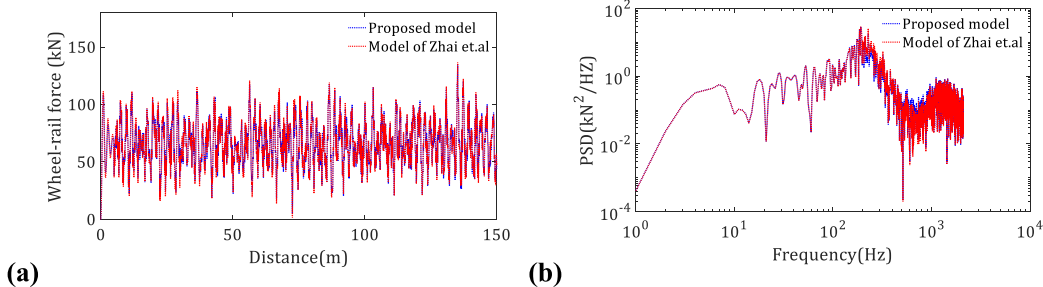 Proposed model
Model of Zhai et.al
150
100
50
0
Wheel-rail force (kN)
0
50
100
150
Distance(m)
(a)
Proposed model
Model of Zhai et.al
10^2
10^0
10^-2
10^-4
PSD(kN^2/HZ)
10^0
10^1
10^2
10^3
10^4
Frequency(Hz)
(b)